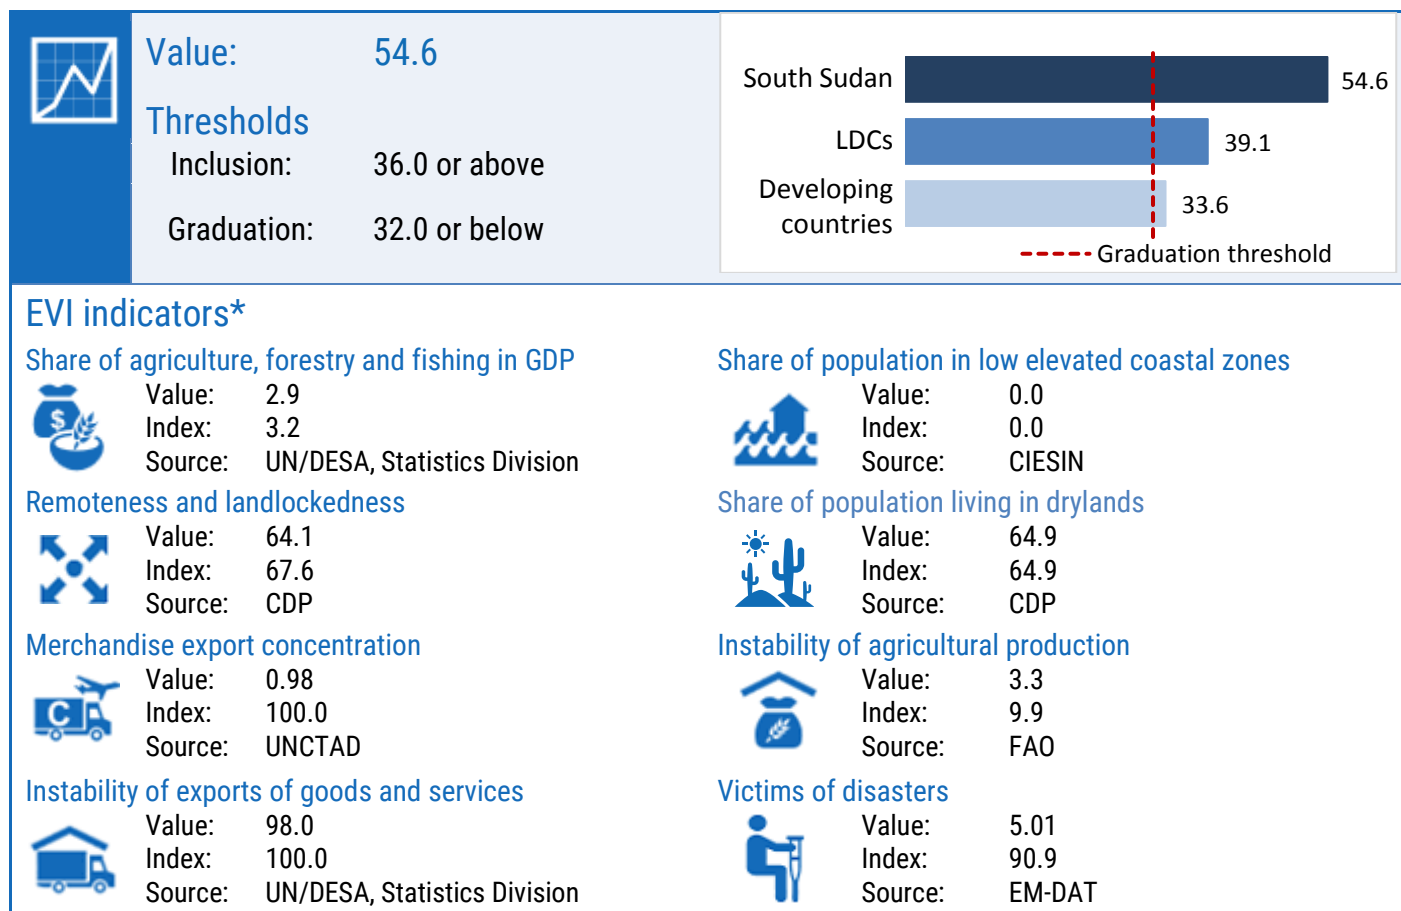 Value: 54.6
Thresholds
Inclusion: 36.0 or above
Graduation: 32.0 or below
South Sudan 54.6
LDCs 39.1
Developing
countries 33.6
Graduation threshold
EVI indicators*
Share of agriculture, forestry and fishing in GDP
$
Value: 2.9
Index: 3.2
Source: UN/DESA, Statistics Division
Share of population in low elevated coastal zones
Value: 0.0
Index: 0.0
Source: CIESIN
Remoteness and landlockedness
Value: 64.1
Index: 67.6
Source: CDP
Share of population living in drylands
Value: 64.9
Index: 64.9
Source: CDP
Merchandise export concentration
C
Value: 0.98
Index: 100.0
Source: UNCTAD
Instability of agricultural production
Value: 3.3
Index: 9.9
Source: FAO
Instability of exports of goods and services
Value: 98.0
Index: 100.0
Source: UN/DESA, Statistics Division
Victims of disasters
Value: 5.01
Index: 90.9
Source: EM-DAT